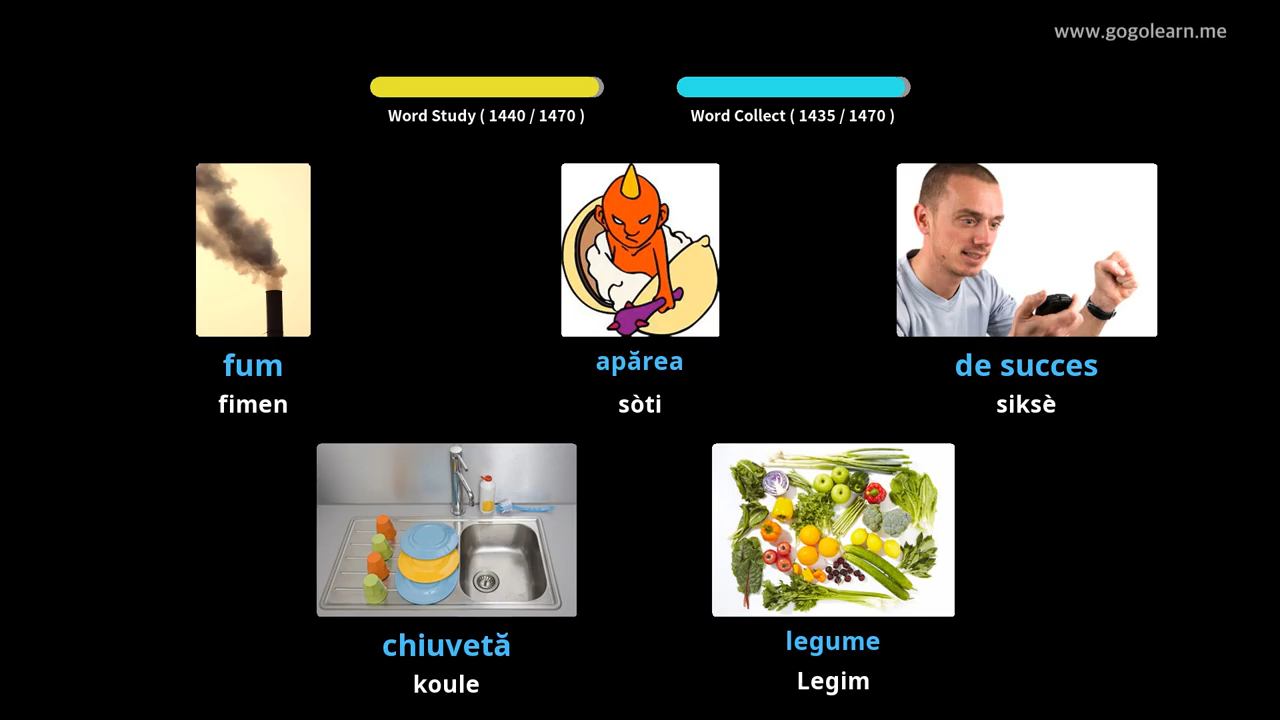 www.gogolearn.me
Word Study ( 1440 / 1470 )
Word Collect ( 1435 / 1470 )
fum
fimen
apărea
sòti
de succes
siksè
chiuvetă
koule
legume
Legim